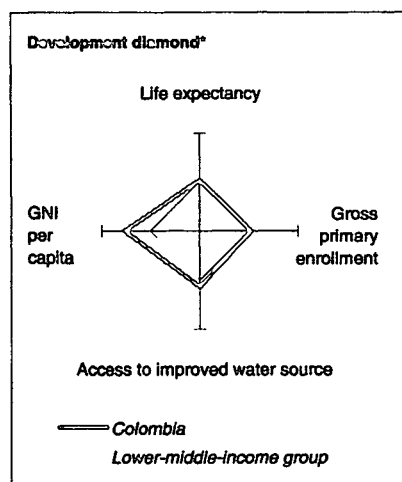 Development diamond*
Life expectancy
GNI
per
capita
Gross
primary
enrollment
Access to improved water source
Colombia
Lower-middle-income group